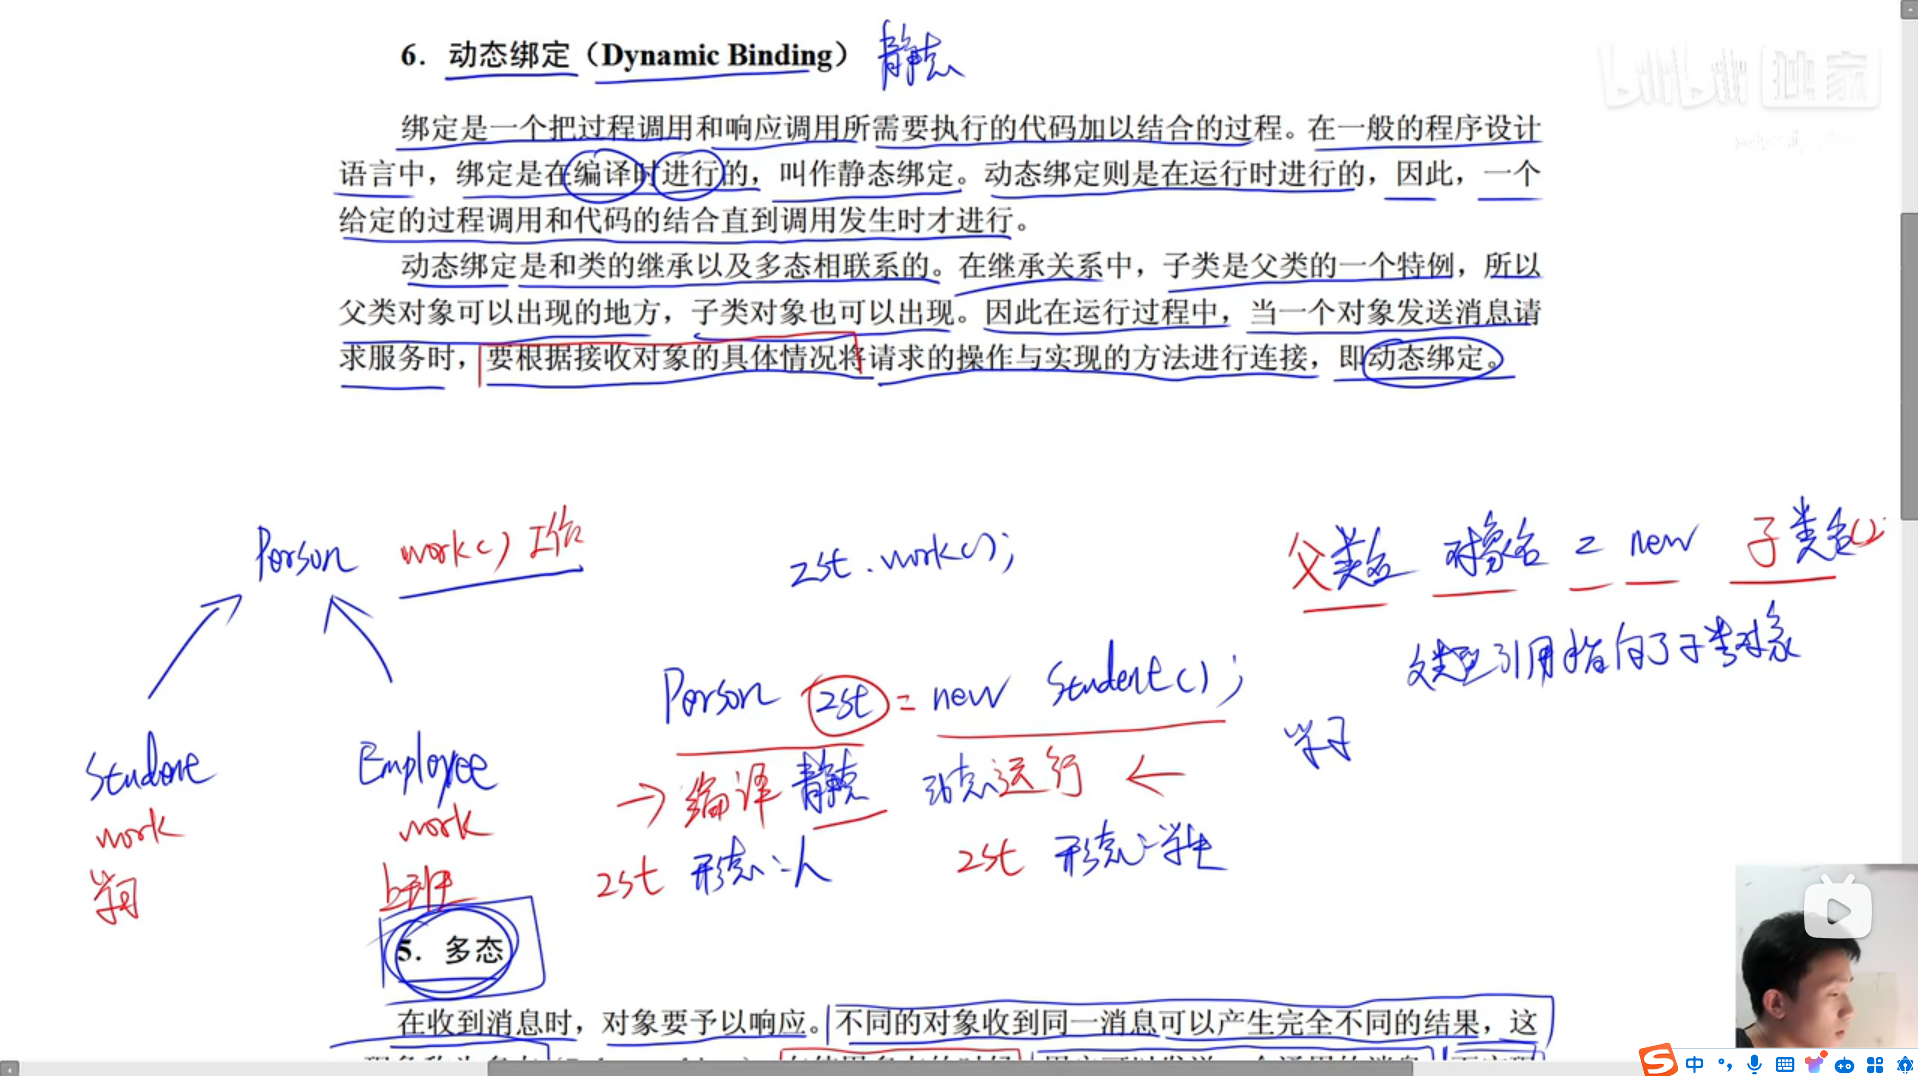 6. 动态绑定（Dynamic Binding） 静态
bilibili 独家
绑定是一个把过程调用和响应调用所需要执行的代码加以结合的过程。在一般的程序设计
语言中，绑定是在编译时进行的，叫作静态绑定。动态绑定则是在运行时进行的，因此，一个
给定的过程调用和代码的结合直到调用发生时才进行。
动态绑定是和类的继承以及多态相联系的。在继承关系中，子类是父类的一个特例，所以
父类对象可以出现的地方，子类对象也可以出现。因此在运行过程中，当一个对象发送消息请
求服务时，要根据接收对象的具体情况将请求的操作与实现的方法进行连接，即动态绑定。
Person work() 工作
zst.work();
父类名 对象名 = new 子类名();
父类型引用指向了子类对象
Person zst = new Student();
学习
Student Employee
→ 编译 静态 动态运行 ←
work work
zst 形态:人 zst 形态:学生
学习 上班
5. 多态
在收到消息时，对象要予以响应。不同的对象收到同一消息可以产生完全不同的结果，这
中